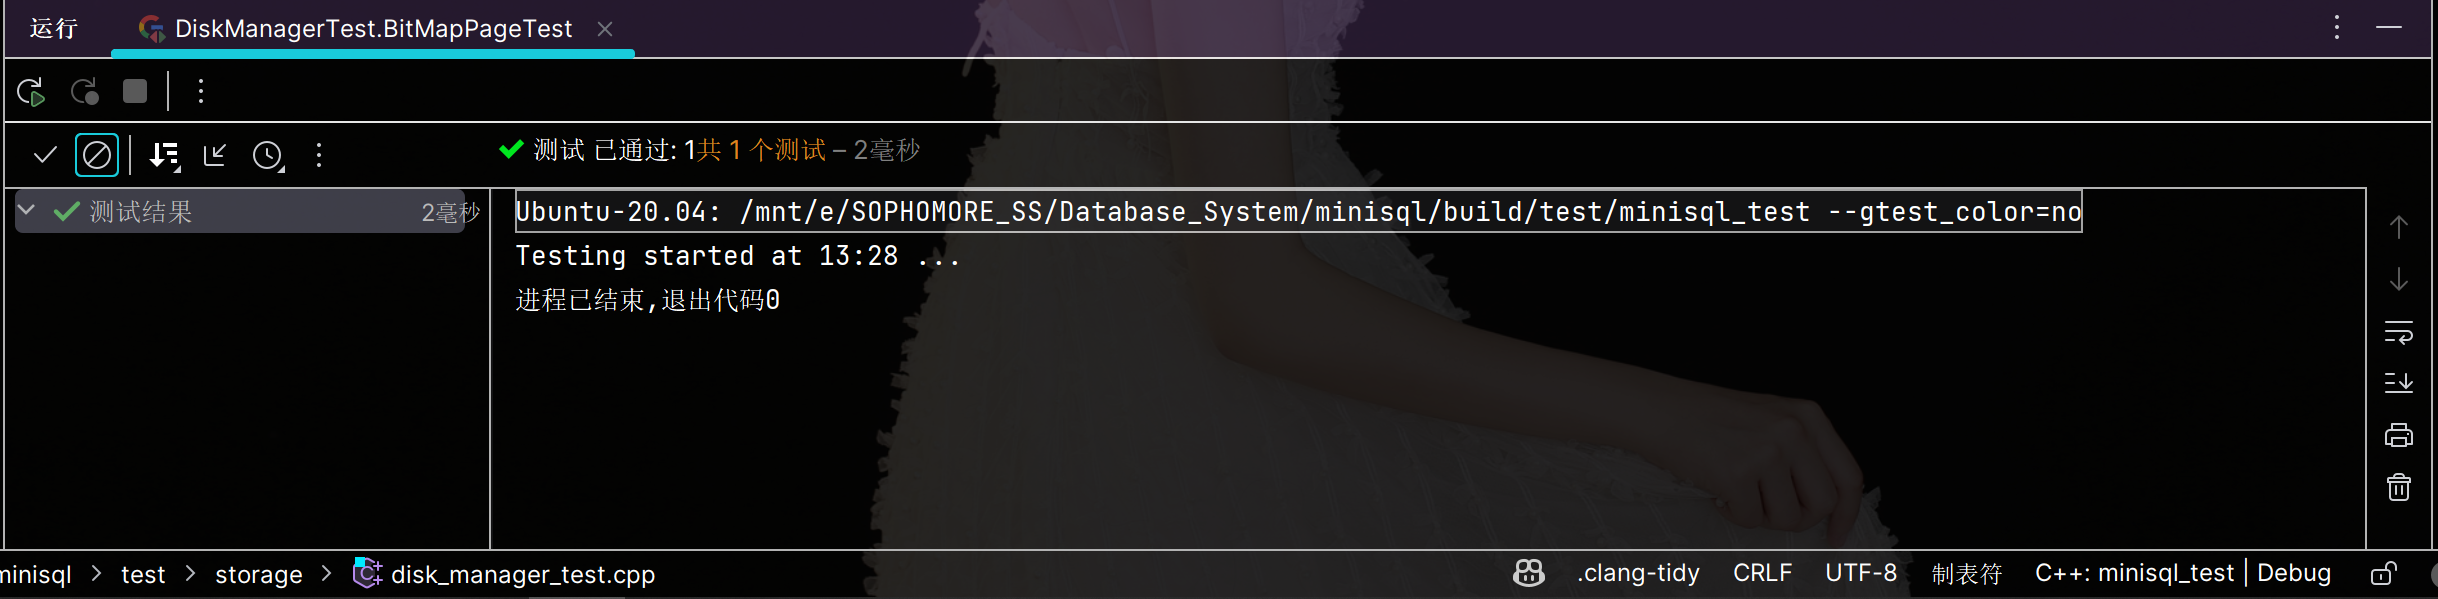 运行 DiskManagerTest.BitMapPageTest
测试 已通过: 1共 1 个测试 – 2毫秒
测试结果 2毫秒
Ubuntu-20.04: /mnt/e/SOPHOMORE_SS/Database_System/minisql/build/test/minisql_test --gtest_color=no
Testing started at 13:28 ...
进程已结束,退出代码0
minisql > test > storage > disk_manager_test.cpp .clang-tidy CRLF UTF-8 制表符 C++: minisql_test | Debug